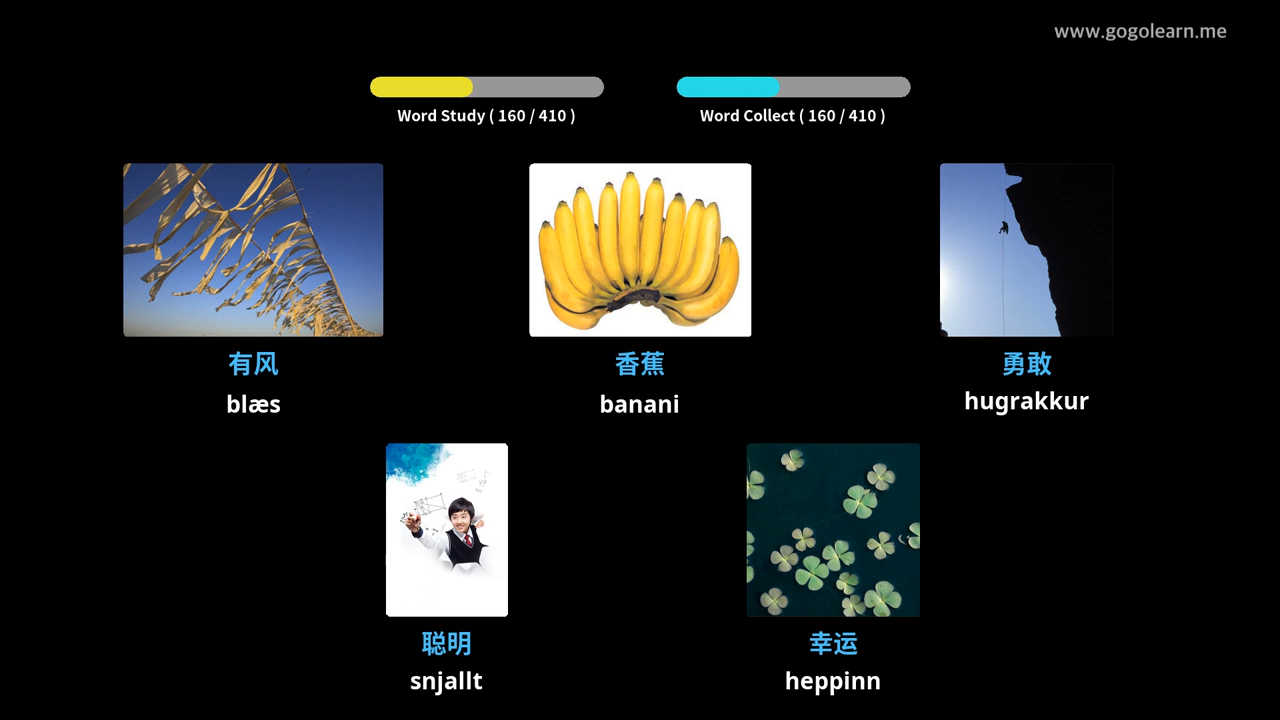 www.gogolearn.me
Word Study ( 160 / 410 )
Word Collect ( 160 / 410 )
有风
blæs
香蕉
banani
勇敢
hugrakkur
聪明
snjallt
幸运
heppinn